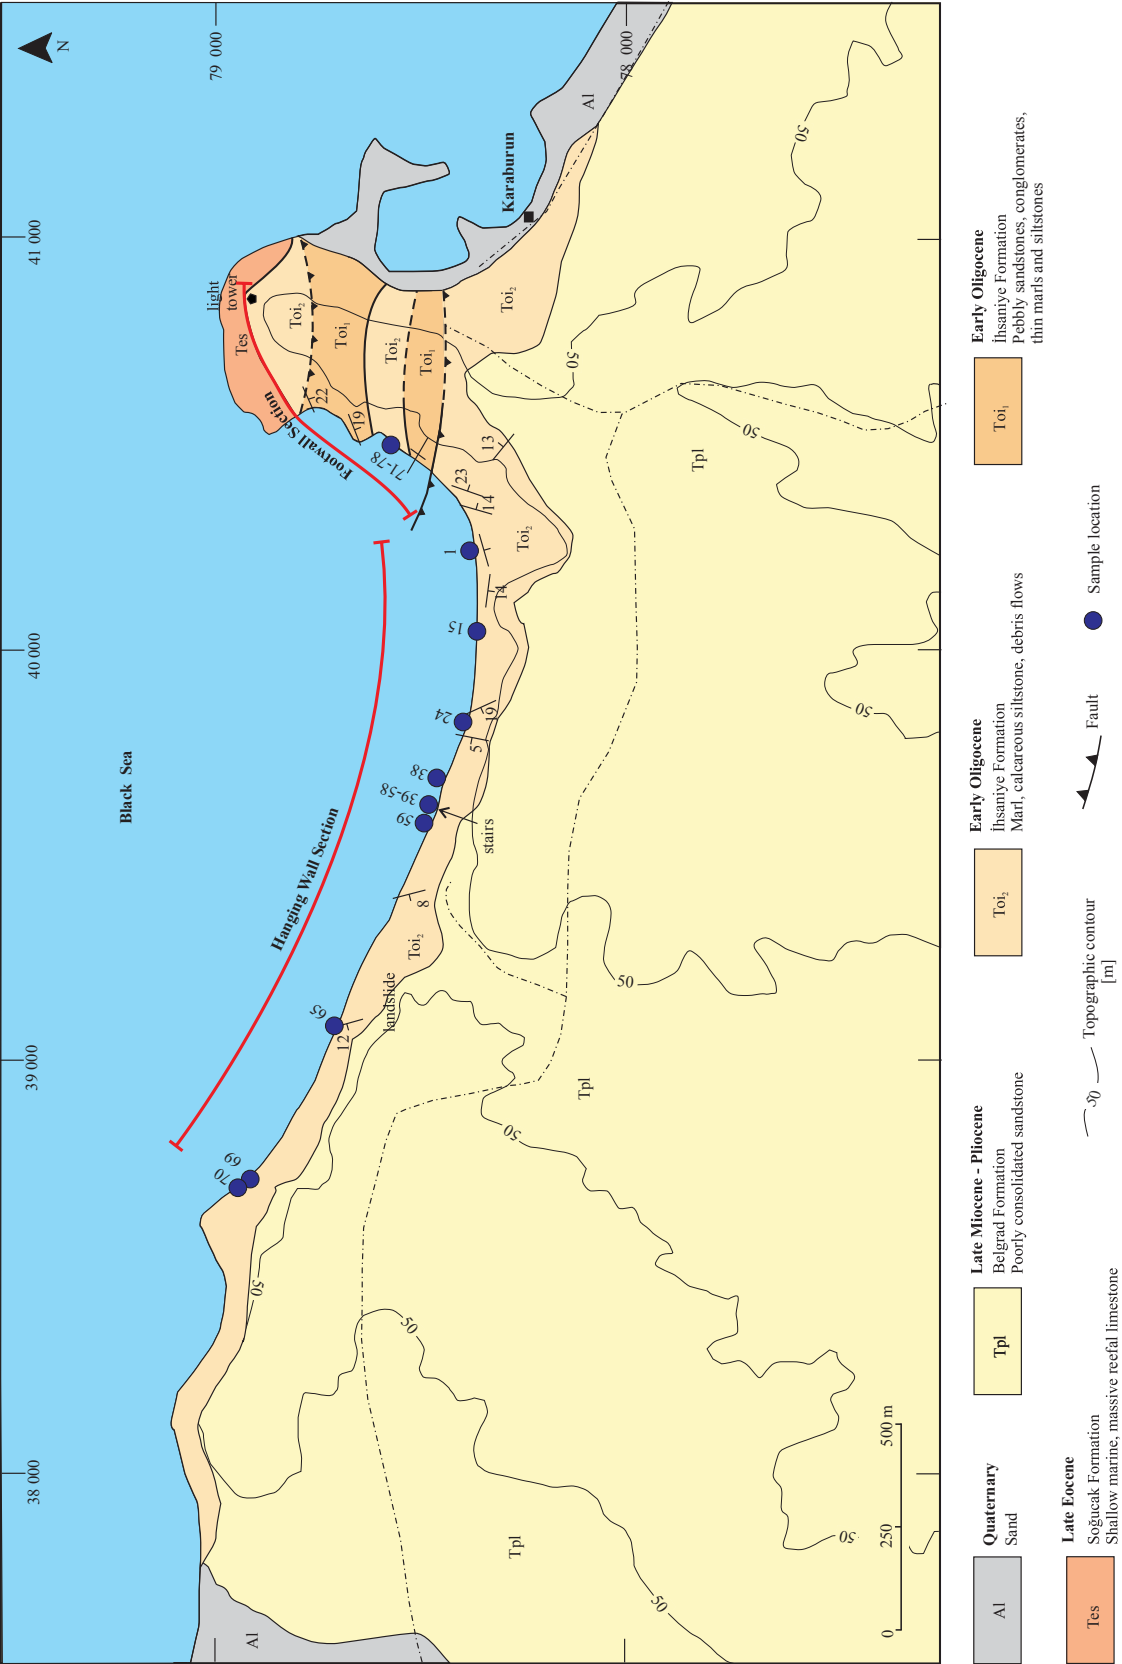 38 000
39 000
40 000
41 000
N
Black Sea
79 000
light
tower
Tes
70
69
Al
50
Hanging Wall Section
Footwall Section
65
12
landslide
Toi₂
8
59
39-58
38
24
15
1
71-78
22
19
Toi₂
Toi₁
Toi₂
Toi₁
50
5
19
stairs
14
14
23
13
Toi₂
Toi₂
Karaburun
Al
78 000
Tpl
Tpl
Tpl
50
50
50
50
50
50
50
50
0
250
500 m
Al
Quaternary
Sand
Tpl
Late Miocene - Pliocene
Belgrad Formation
Poorly consolidated sandstone
Toi₂
Early Oligocene
İhsaniye Formation
Marl, calcareous siltstone, debris flows
Toi₁
Early Oligocene
İhsaniye Formation
Pebbly sandstones, conglomerates,
thin marls and siltstones
Tes
Late Eocene
Soğucak Formation
Shallow marine, massive reefal limestone
50
Topographic contour
[m]
Fault
Sample location